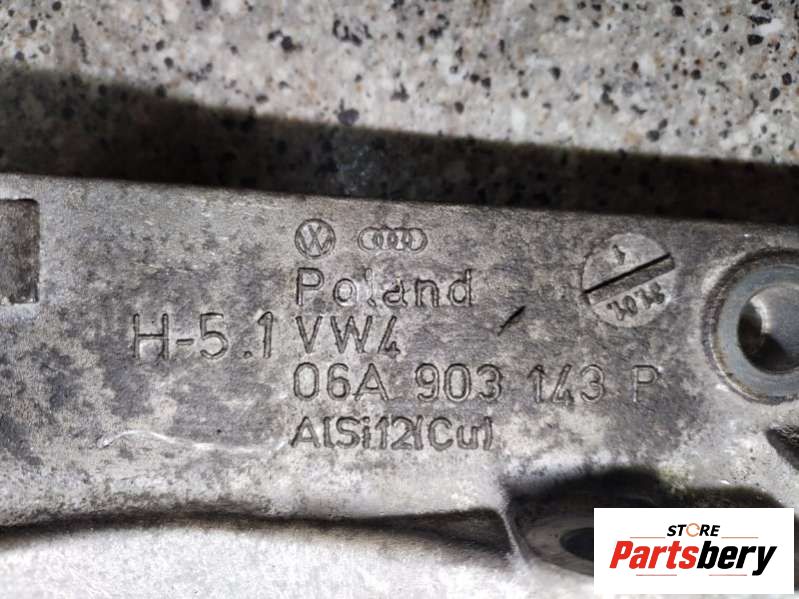 Poland
H-5.1 VW4
06A 903 143 P
AlSi12(Cu)
STORE
Partsbery